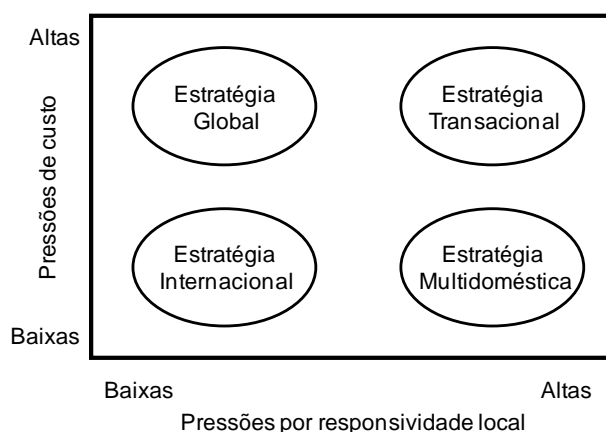 Altas
Estratégia
Global
Estratégia
Transacional
Pressões de custo
Estratégia
Internacional
Estratégia
Multidoméstica
Baixas
Baixas
Altas
Pressões por responsividade local